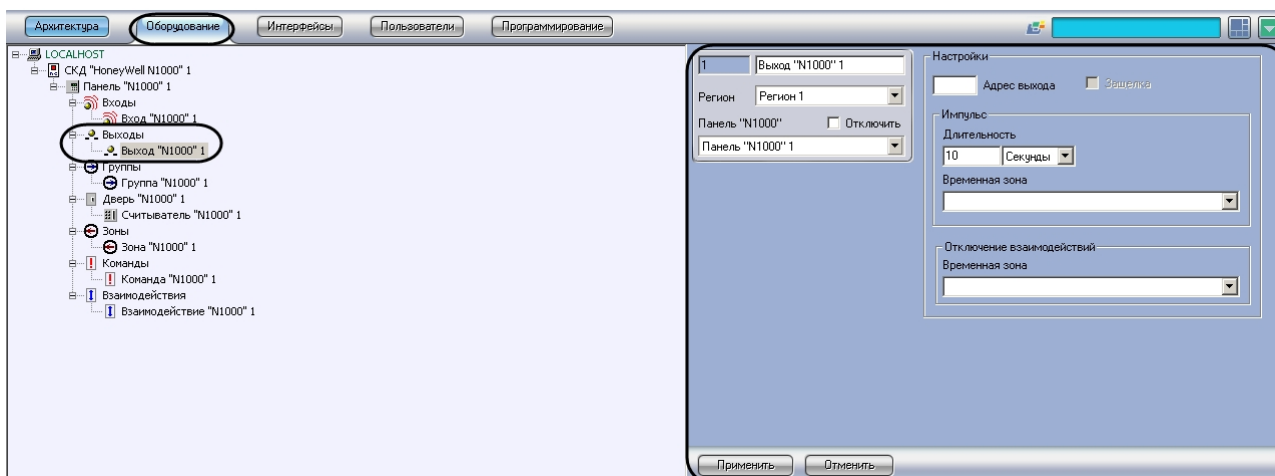 Архитектура Оборудование Интерфейсы Пользователи Программирование
LOCALHOST
СКД "HoneyWell N1000" 1
Панель "N1000" 1
Входы
Вход "N1000" 1
Выходы
Выход "N1000" 1
Группы
Группа "N1000" 1
Дверь "N1000" 1
Считыватель "N1000" 1
Зоны
Зона "N1000" 1
Команды
Команда "N1000" 1
Взаимодействия
Взаимодействие "N1000" 1
1 Выход "N1000" 1
Регион Регион 1
Панель "N1000" Отключить
Панель "N1000" 1
Настройки
Адрес выхода Защелка
Импульс
Длительность
10 Секунды
Временная зона
Отключение взаимодействий
Временная зона
Применить Отменить